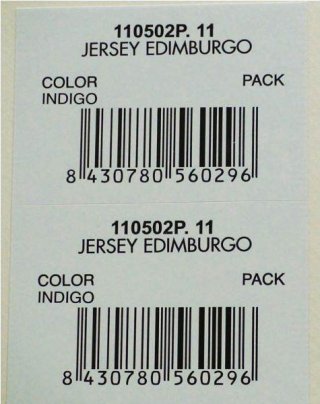 110502P. 11
JERSEY EDIMBURGO
COLOR PACK
INDIGO
8 430780 560296
110502P. 11
JERSEY EDIMBURGO
COLOR PACK
INDIGO
8 430780 560296